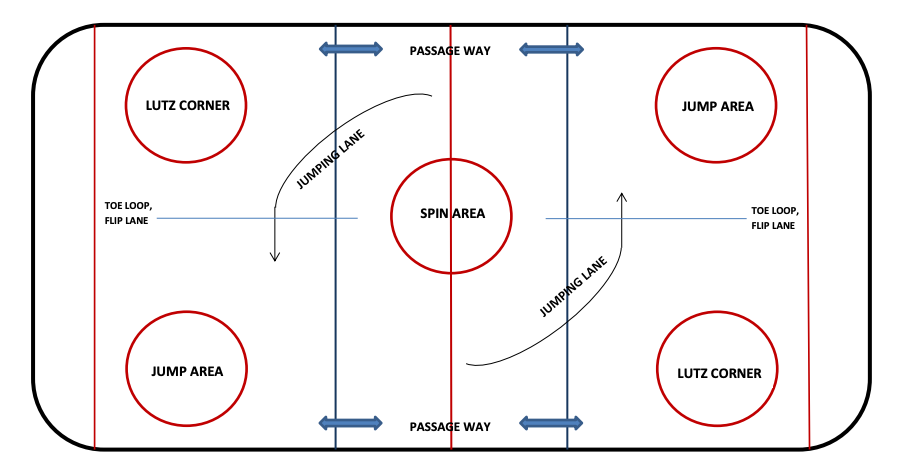 PASSAGE WAY
LUTZ CORNER
JUMP AREA
JUMPING LANE
TOE LOOP,
FLIP LANE
SPIN AREA
TOE LOOP,
FLIP LANE
JUMPING LANE
JUMP AREA
LUTZ CORNER
PASSAGE WAY